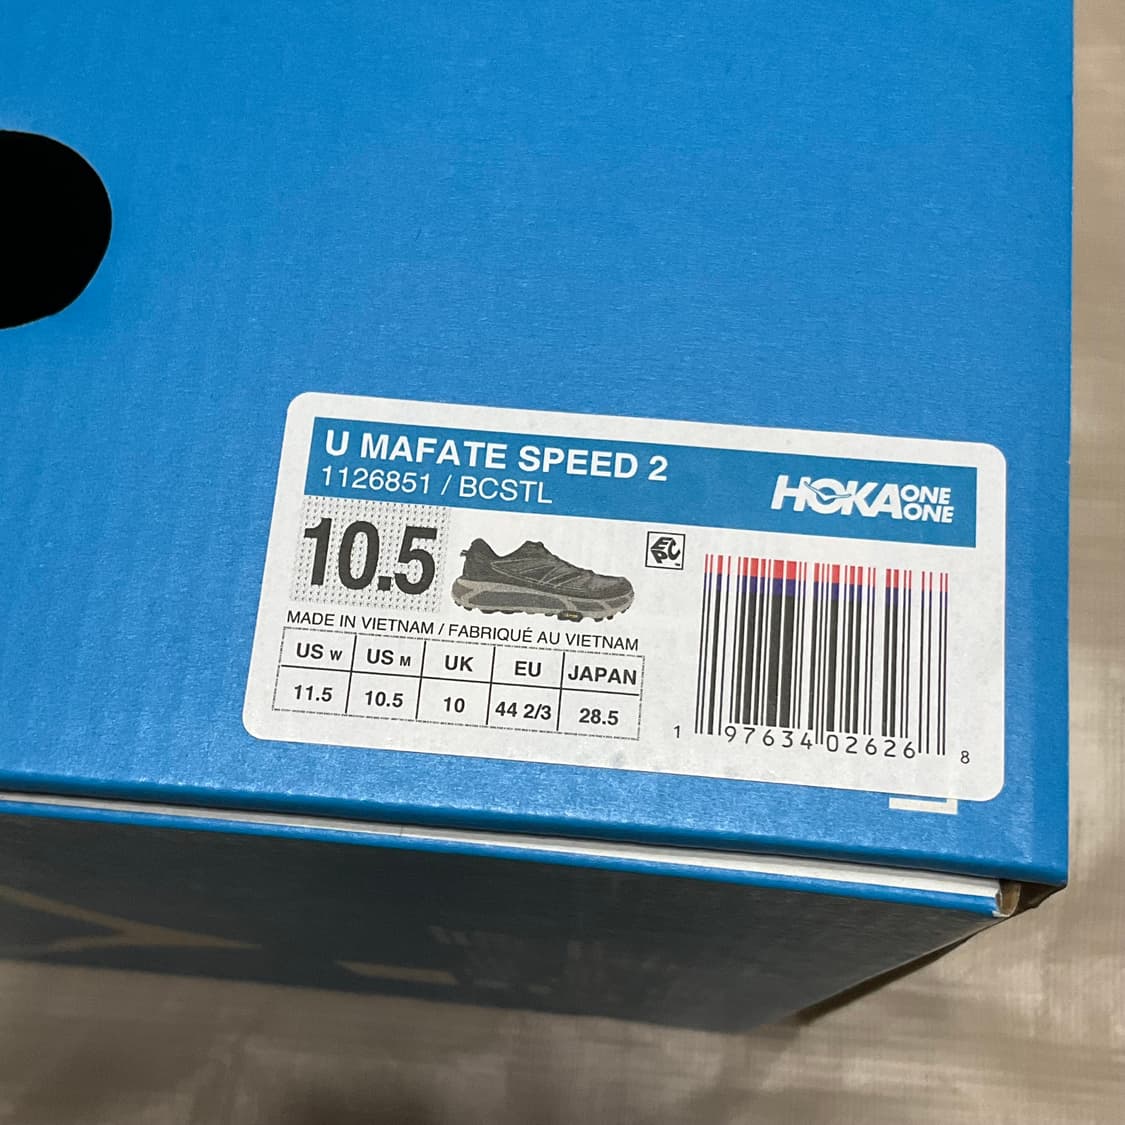 U MAFATE SPEED 2
1126851 / BCSTL
HOKA ONE ONE
10.5
EPC
MADE IN VIETNAM / FABRIQUÉ AU VIETNAM
US W US M UK EU JAPAN
11.5 10.5 10 44 2/3 28.5
1 97634 02626 8